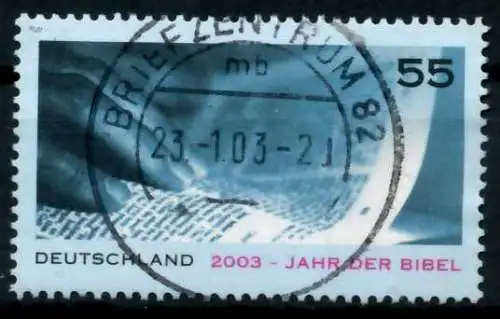 55
BRIEFZENTRUM 82
mb
23.-1.03-21
DEUTSCHLAND 2003 - JAHR DER BIBEL